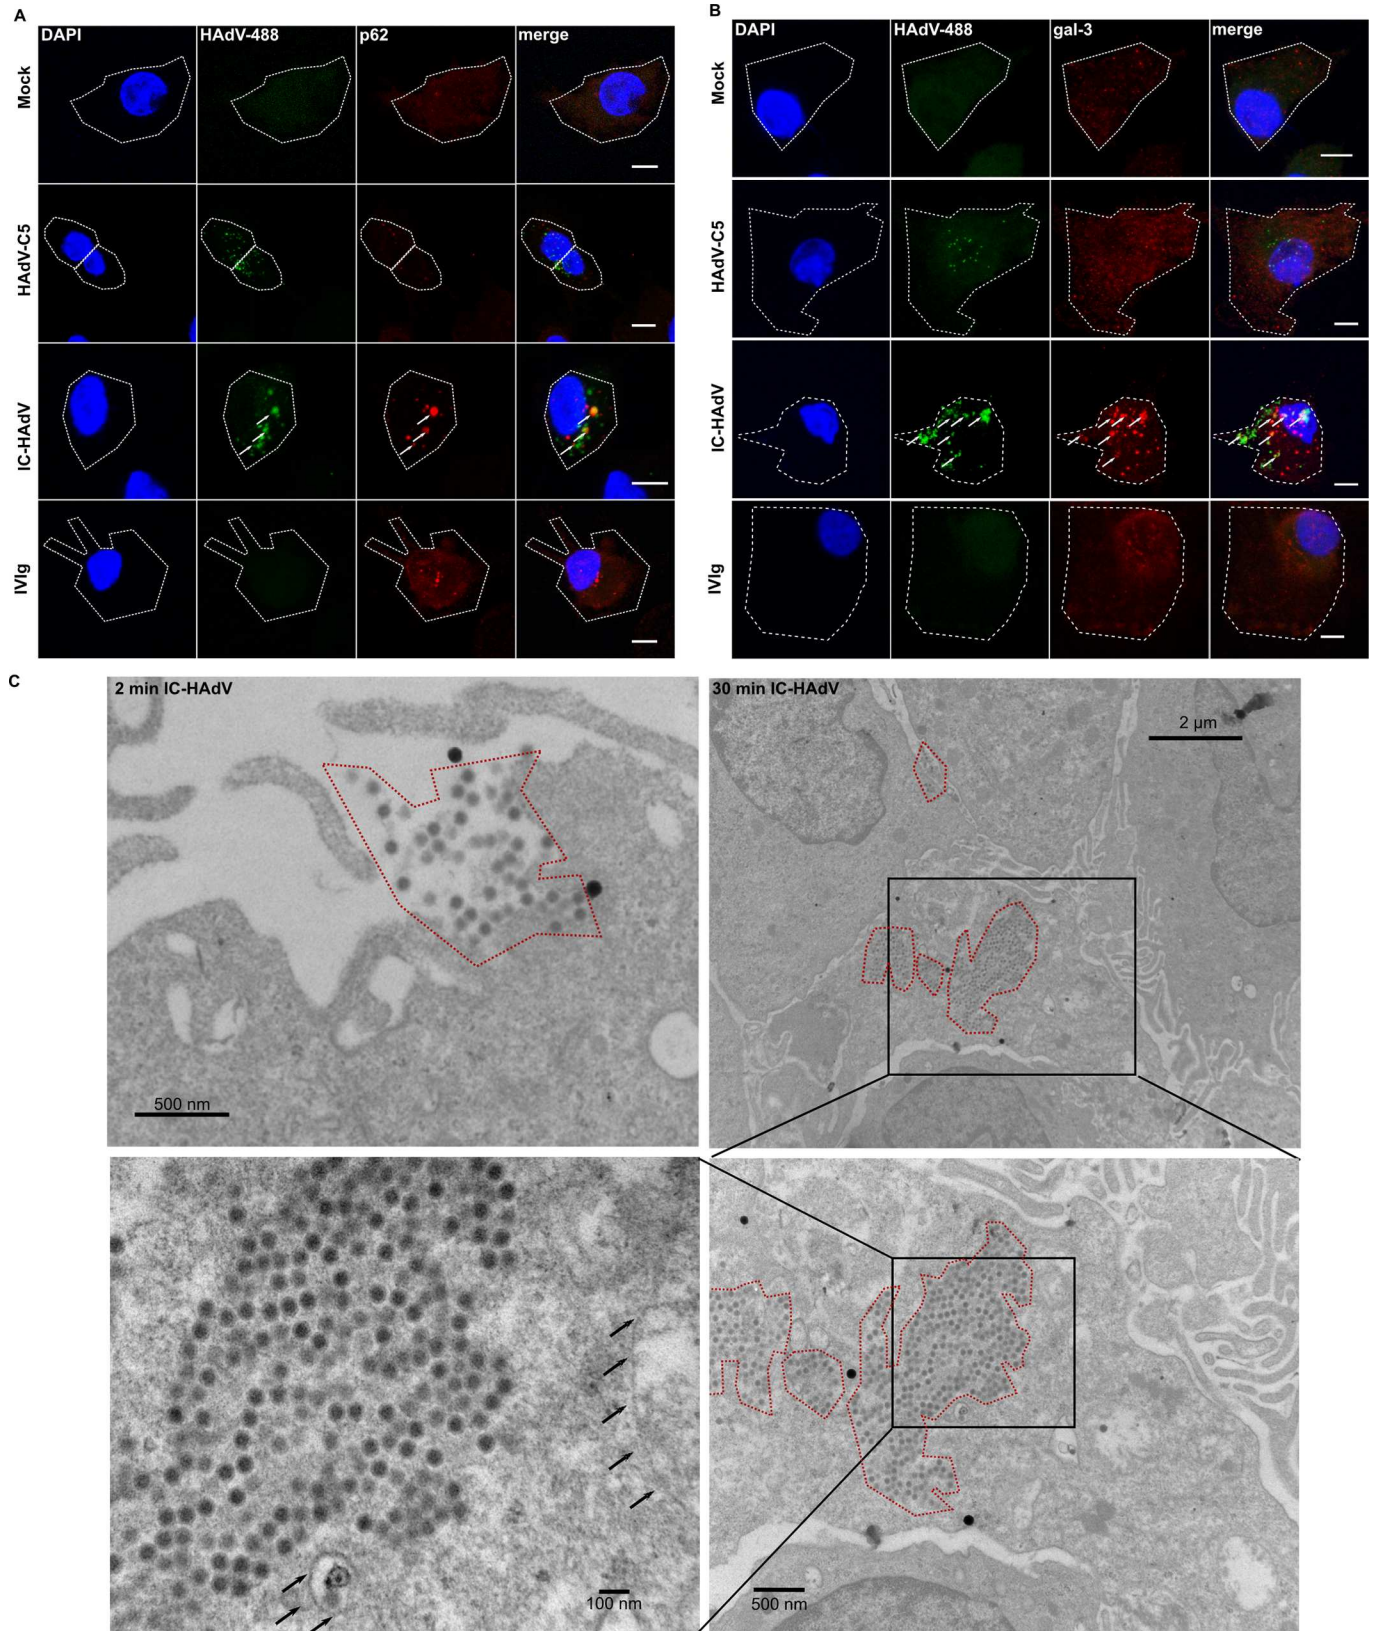 A
DAPI HAdV-488 p62 merge
Mock
HAdV-C5
IC-HAdV
IVIg
B
DAPI HAdV-488 gal-3 merge
Mock
HAdV-C5
IC-HAdV
IVIg
C
2 min IC-HAdV
500 nm
30 min IC-HAdV
2 µm
100 nm
500 nm